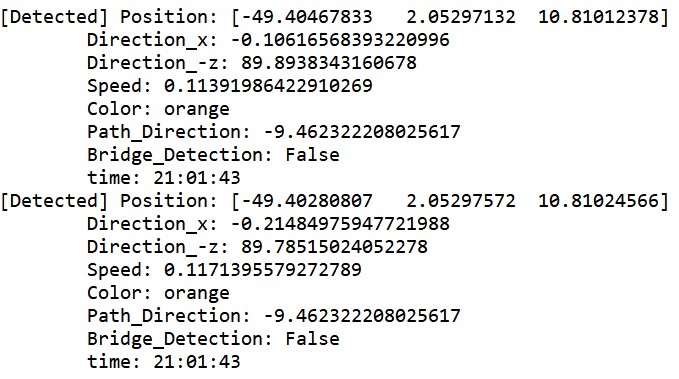 [Detected] Position: [-49.40467833   2.05297132  10.81012378]
        Direction_x: -0.10616568393220996
        Direction_-z: 89.8938343160678
        Speed: 0.11391986422910269
        Color: orange
        Path_Direction: -9.462322208025617
        Bridge_Detection: False
        time: 21:01:43
[Detected] Position: [-49.40280807   2.05297572  10.81024566]
        Direction_x: -0.21484975947721988
        Direction_-z: 89.78515024052278
        Speed: 0.1171395579272789
        Color: orange
        Path_Direction: -9.462322208025617
        Bridge_Detection: False
        time: 21:01:43